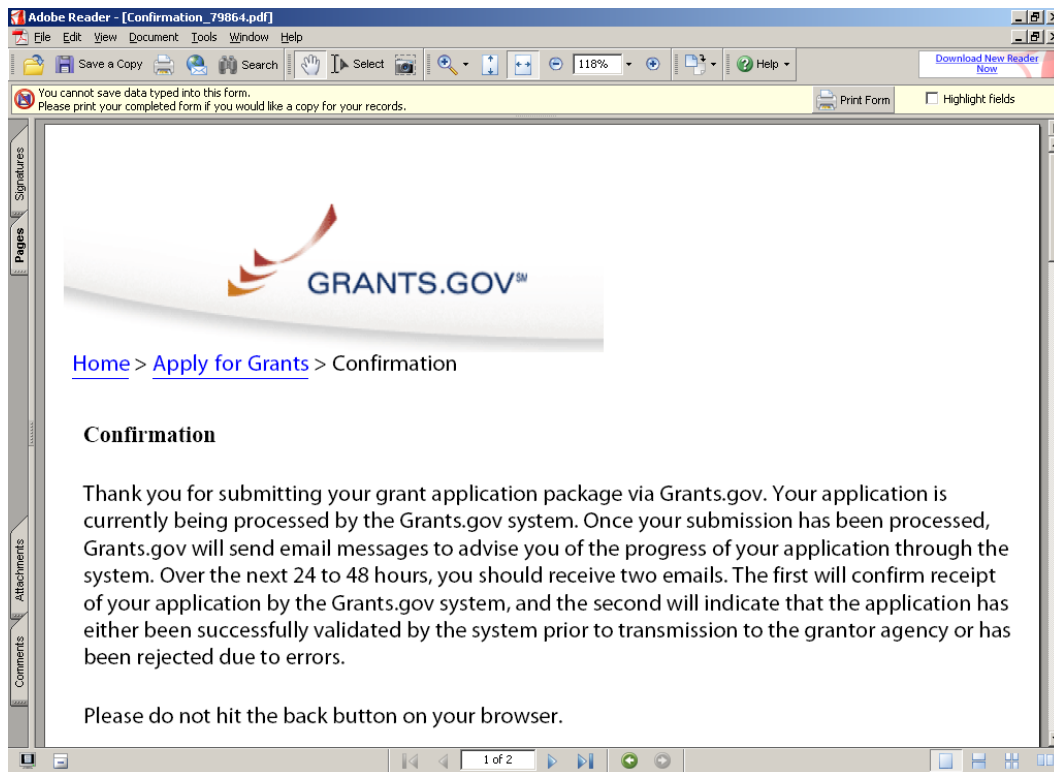 Adobe Reader - [Confirmation_79864.pdf]
File Edit View Document Tools Window Help
Save a Copy Search Select 118% Help Download New Reader Now
You cannot save data typed into this form.
Please print your completed form if you would like a copy for your records.
Print Form Highlight fields
Signatures
Pages
Attachments
Comments
GRANTS.GOV℠
Home > Apply for Grants > Confirmation
Confirmation
Thank you for submitting your grant application package via Grants.gov. Your application is
currently being processed by the Grants.gov system. Once your submission has been processed,
Grants.gov will send email messages to advise you of the progress of your application through the
system. Over the next 24 to 48 hours, you should receive two emails. The first will confirm receipt
of your application by the Grants.gov system, and the second will indicate that the application has
either been successfully validated by the system prior to transmission to the grantor agency or has
been rejected due to errors.
Please do not hit the back button on your browser.
1 of 2